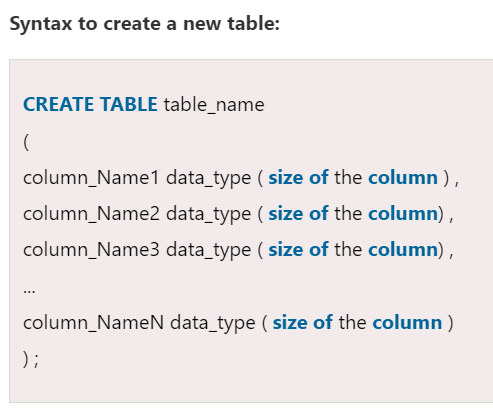 Syntax to create a new table:
CREATE TABLE table_name
(
column_Name1 data_type ( size of the column ) ,
column_Name2 data_type ( size of the column) ,
column_Name3 data_type ( size of the column) ,
...
column_NameN data_type ( size of the column )
) ;